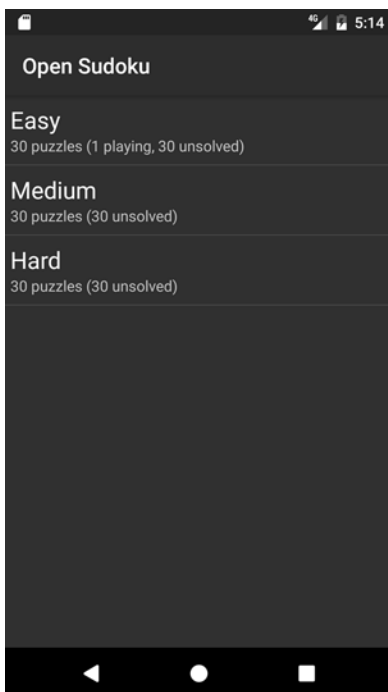 4G 5:14
Open Sudoku
Easy
30 puzzles (1 playing, 30 unsolved)
Medium
30 puzzles (30 unsolved)
Hard
30 puzzles (30 unsolved)